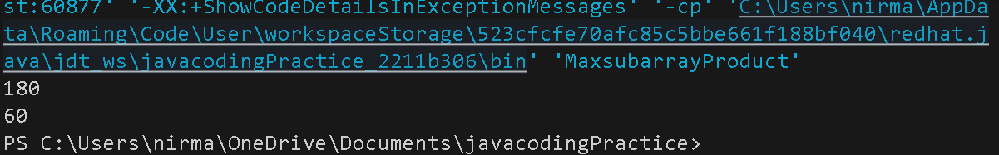 st:60877' '-XX:+ShowCodeDetailsInExceptionMessages' '-cp' 'C:\Users\nirma\AppDa
ta\Roaming\Code\User\workspaceStorage\523cfcfe70afc85c5bbe661f188bf040\redhat.j
ava\jdt_ws\javacodingPractice_2211b306\bin' 'MaxsubarrayProduct'
180
60
PS C:\Users\nirma\OneDrive\Documents\javacodingPractice>